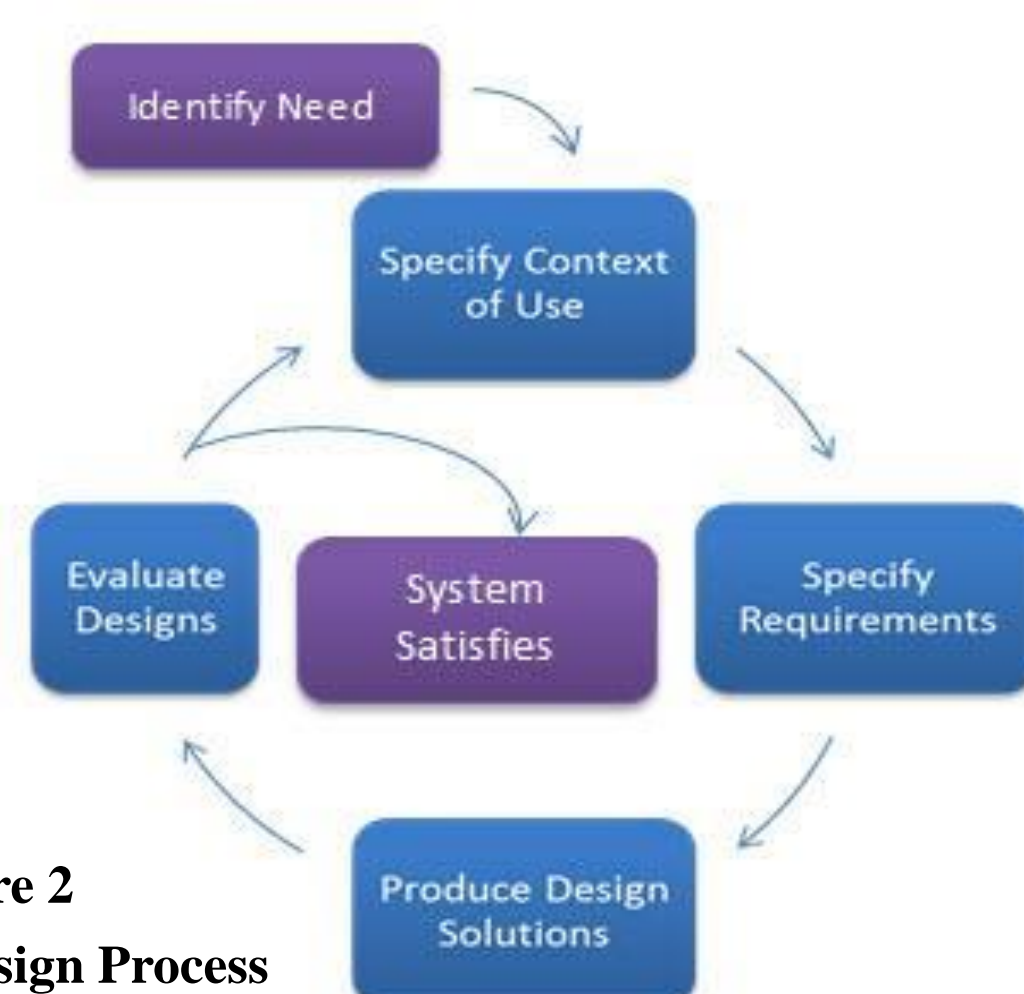 Identify Need
Specify Context
of Use
Specify
Requirements
Produce Design
Solutions
Evaluate
Designs
System
Satisfies
re 2
sign Process